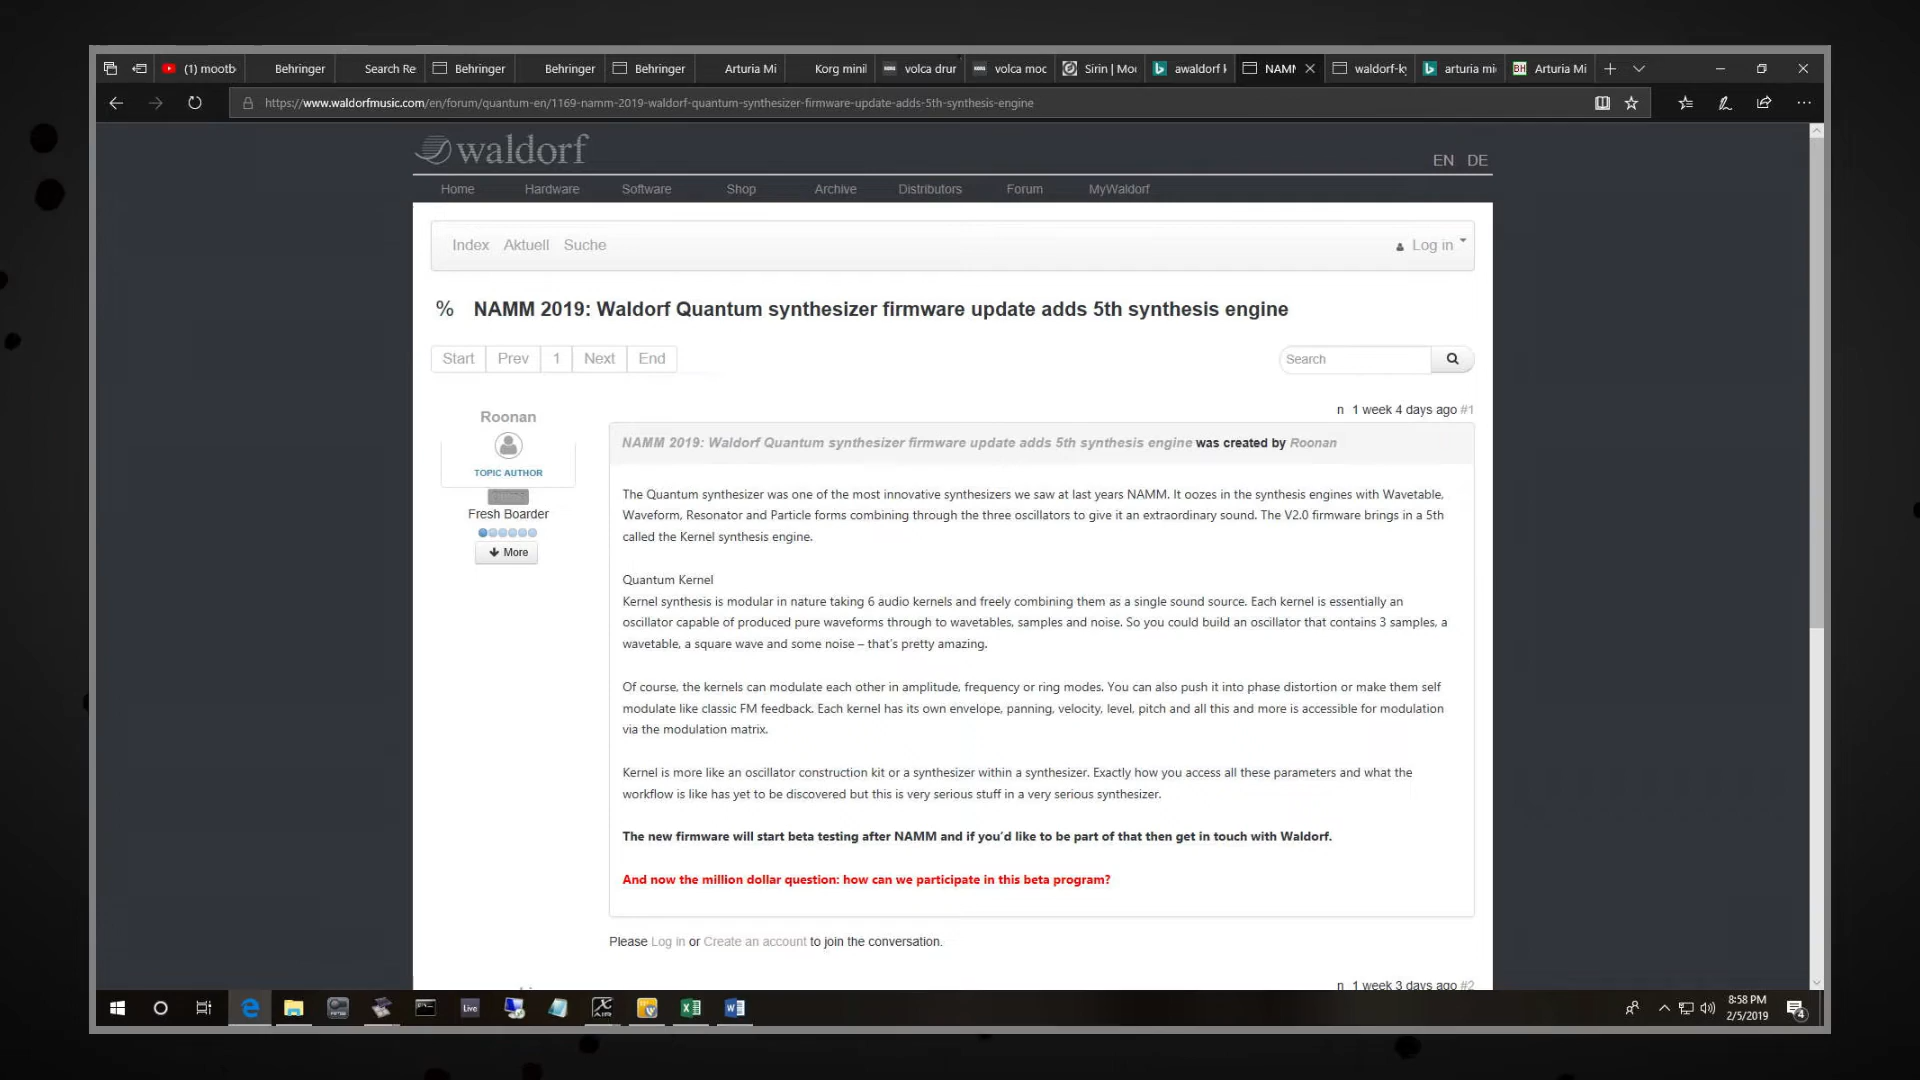 (1) mootb
Behringer
Search Re
Behringer
Behringer
Behringer
Arturia Mi
Korg mini
volca drur
volca moc
Sirin | Mo
awaldorf k
NAMM
waldorf-ky
arturia mi
BH Arturia Mi
https://www.waldorfmusic.com/en/forum/quantum-en/1169-namm-2019-waldorf-quantum-synthesizer-firmware-update-adds-5th-synthesis-engine
waldorf
EN DE
Home Hardware Software Shop Archive Distributors Forum MyWaldorf
Index Aktuell Suche Log in
% NAMM 2019: Waldorf Quantum synthesizer firmware update adds 5th synthesis engine
Start Prev 1 Next End Search
n 1 week 4 days ago #1
Roonan
TOPIC AUTHOR
Fresh Boarder
More
NAMM 2019: Waldorf Quantum synthesizer firmware update adds 5th synthesis engine was created by Roonan
The Quantum synthesizer was one of the most innovative synthesizers we saw at last years NAMM. It oozes in the synthesis engines with Wavetable,
Waveform, Resonator and Particle forms combining through the three oscillators to give it an extraordinary sound. The V2.0 firmware brings in a 5th
called the Kernel synthesis engine.
Quantum Kernel
Kernel synthesis is modular in nature taking 6 audio kernels and freely combining them as a single sound source. Each kernel is essentially an
oscillator capable of produced pure waveforms through to wavetables, samples and noise. So you could build an oscillator that contains 3 samples, a
wavetable, a square wave and some noise – that's pretty amazing.
Of course, the kernels can modulate each other in amplitude, frequency or ring modes. You can also push it into phase distortion or make them self
modulate like classic FM feedback. Each kernel has its own envelope, panning, velocity, level, pitch and all this and more is accessible for modulation
via the modulation matrix.
Kernel is more like an oscillator construction kit or a synthesizer within a synthesizer. Exactly how you access all these parameters and what the
workflow is like has yet to be discovered but this is very serious stuff in a very serious synthesizer.
The new firmware will start beta testing after NAMM and if you'd like to be part of that then get in touch with Waldorf.
And now the million dollar question: how can we participate in this beta program?
Please Log in or Create an account to join the conversation.
n 1 week 3 days ago #2
Live
8:58 PM
2/5/2019
4